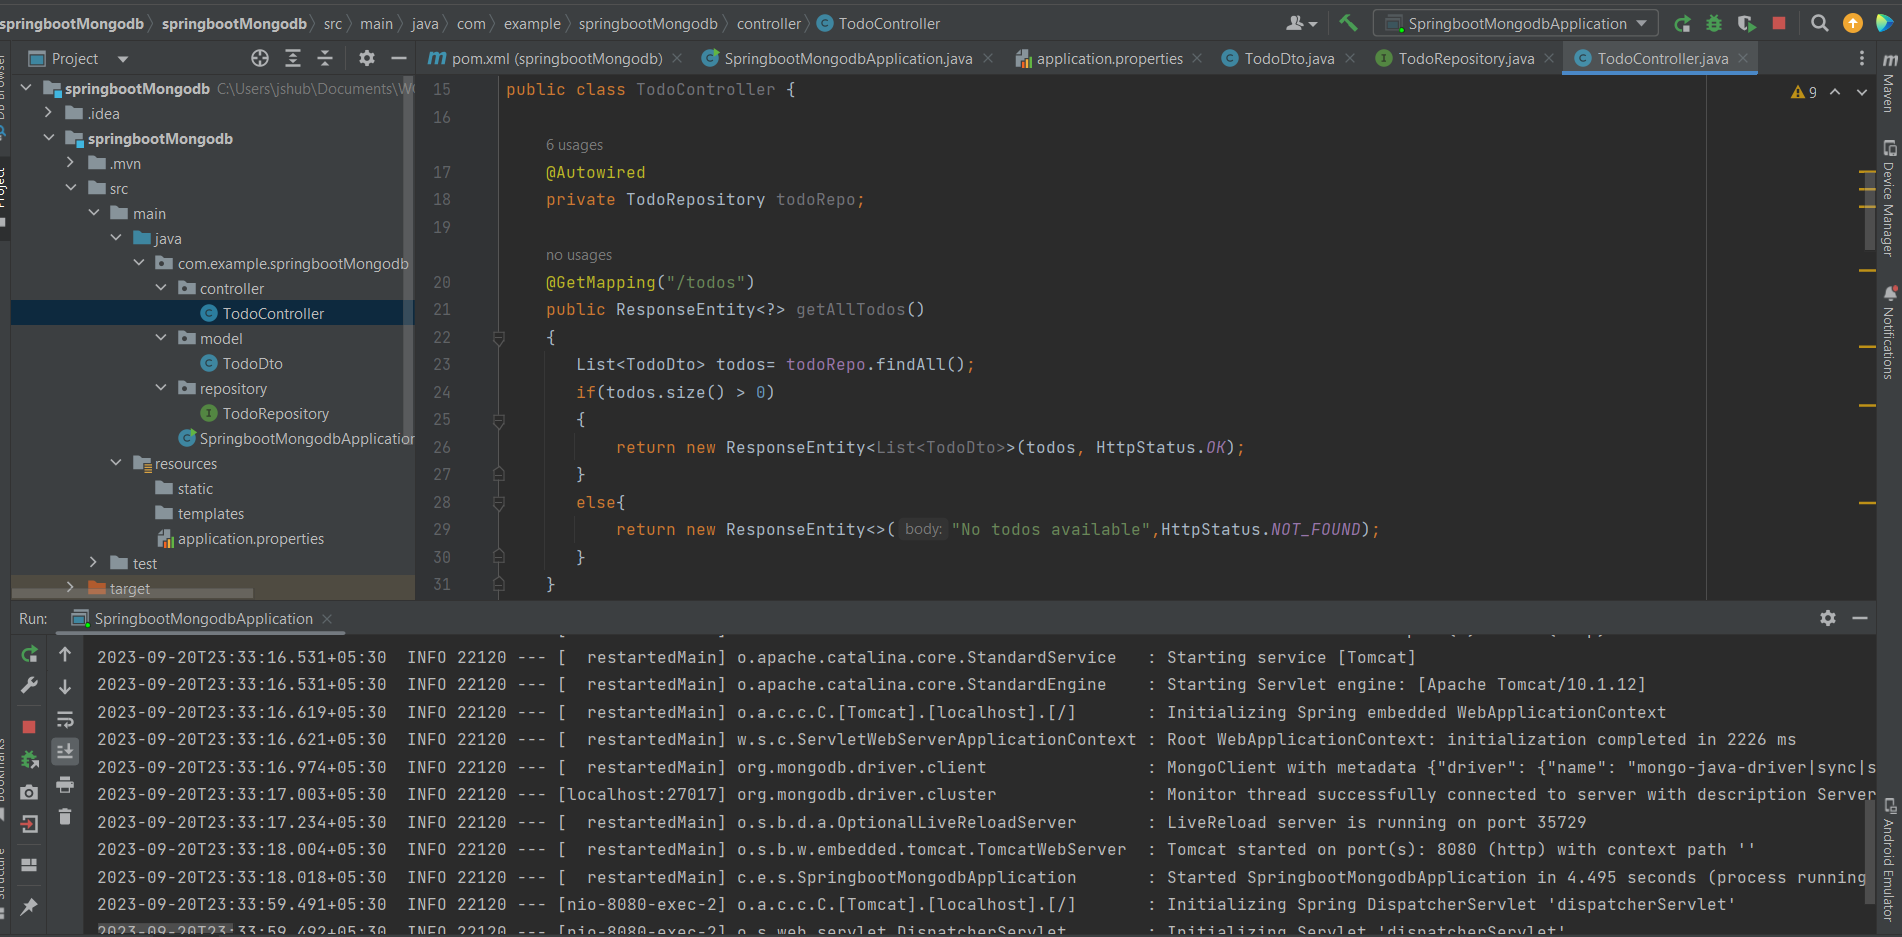 springbootMongodb springbootMongodb src main java com example springbootMongodb controller TodoController
SpringbootMongodbApplication
Project
pom.xml (springbootMongodb)
SpringbootMongodbApplication.java
application.properties
TodoDto.java
TodoRepository.java
TodoController.java
springbootMongodb C:\Users\jshub\Documents\W
.idea
springbootMongodb
.mvn
src
main
java
com.example.springbootMongodb
controller
TodoController
model
TodoDto
repository
TodoRepository
SpringbootMongodbApplication
resources
static
templates
application.properties
test
target
15 public class TodoController {
9
16
6 usages
17 @Autowired
18 private TodoRepository todoRepo;
19
no usages
20 @GetMapping("/todos")
21 public ResponseEntity<?> getAllTodos()
22 {
23 List<TodoDto> todos= todoRepo.findAll();
24 if(todos.size() > 0)
25 {
26 return new ResponseEntity<List<TodoDto>>(todos, HttpStatus.OK);
27 }
28 else{
29 return new ResponseEntity<>( body: "No todos available",HttpStatus.NOT_FOUND);
30 }
31 }
Maven
Device Manager
Notifications
Android Emulator
Project
Run: SpringbootMongodbApplication
2023-09-20T23:33:16.531+05:30 INFO 22120 --- [ restartedMain] o.apache.catalina.core.StandardService : Starting service [Tomcat]
2023-09-20T23:33:16.531+05:30 INFO 22120 --- [ restartedMain] o.apache.catalina.core.StandardEngine : Starting Servlet engine: [Apache Tomcat/10.1.12]
2023-09-20T23:33:16.619+05:30 INFO 22120 --- [ restartedMain] o.a.c.c.C.[Tomcat].[localhost].[/] : Initializing Spring embedded WebApplicationContext
2023-09-20T23:33:16.621+05:30 INFO 22120 --- [ restartedMain] w.s.c.ServletWebServerApplicationContext : Root WebApplicationContext: initialization completed in 2226 ms
2023-09-20T23:33:16.974+05:30 INFO 22120 --- [ restartedMain] org.mongodb.driver.client : MongoClient with metadata {"driver": {"name": "mongo-java-driver|sync|s
2023-09-20T23:33:17.003+05:30 INFO 22120 --- [localhost:27017] org.mongodb.driver.cluster : Monitor thread successfully connected to server with description Server
2023-09-20T23:33:17.234+05:30 INFO 22120 --- [ restartedMain] o.s.b.d.a.OptionalLiveReloadServer : LiveReload server is running on port 35729
2023-09-20T23:33:18.004+05:30 INFO 22120 --- [ restartedMain] o.s.b.w.embedded.tomcat.TomcatWebServer : Tomcat started on port(s): 8080 (http) with context path ''
2023-09-20T23:33:18.018+05:30 INFO 22120 --- [ restartedMain] c.e.s.SpringbootMongodbApplication : Started SpringbootMongodbApplication in 4.495 seconds (process running
2023-09-20T23:33:59.491+05:30 INFO 22120 --- [nio-8080-exec-2] o.a.c.c.C.[Tomcat].[localhost].[/] : Initializing Spring DispatcherServlet 'dispatcherServlet'
2023-09-20T23:33:59.492+05:30 INFO 22120 --- [nio-8080-exec-2] o.s.web.servlet.DispatcherServlet : Initializing Servlet 'dispatcherServlet'